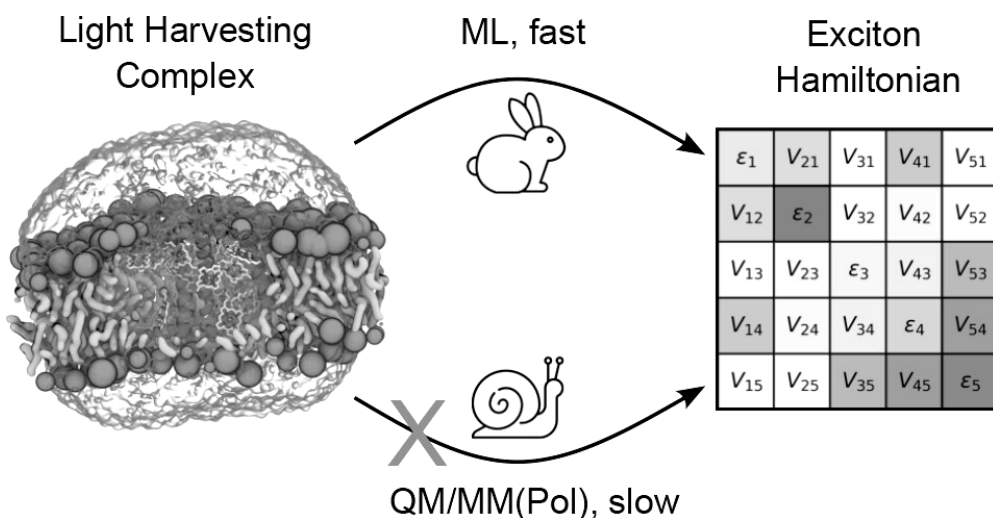 Light Harvesting
Complex
ML, fast
Exciton
Hamiltonian
ε₁ V₂₁ V₃₁ V₄₁ V₅₁
V₁₂ ε₂ V₃₂ V₄₂ V₅₂
V₁₃ V₂₃ ε₃ V₄₃ V₅₃
V₁₄ V₂₄ V₃₄ ε₄ V₅₄
V₁₅ V₂₅ V₃₅ V₄₅ ε₅
X
QM/MM(Pol), slow